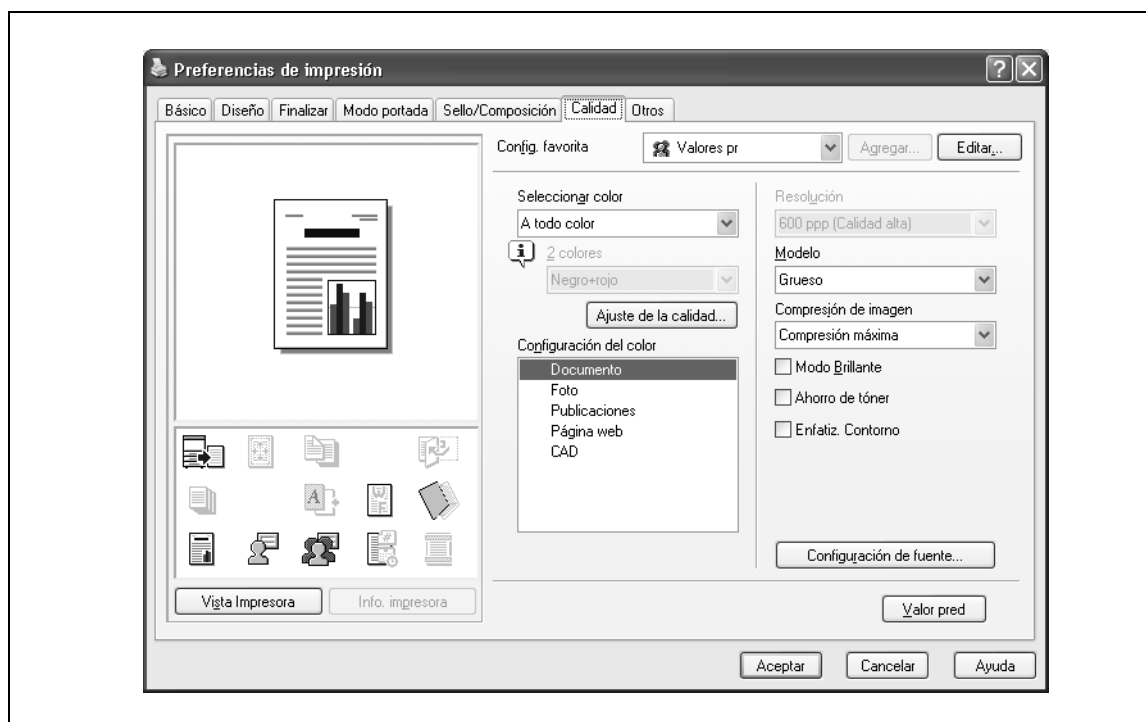 Preferencias de impresión
Básico Diseño Finalizar Modo portada Sello/Composición Calidad Otros
Config. favorita Valores pr Agregar... Editar...
Seleccionar color
A todo color
2 colores
Negro+rojo
Ajuste de la calidad...
Configuración del color
Documento
Foto
Publicaciones
Página web
CAD
Resolución
600 ppp (Calidad alta)
Modelo
Grueso
Compresión de imagen
Compresión máxima
Modo Brillante
Ahorro de tóner
Enfatiz. Contorno
Configuración de fuente...
Vista Impresora Info. impresora
Valor pred
Aceptar Cancelar Ayuda